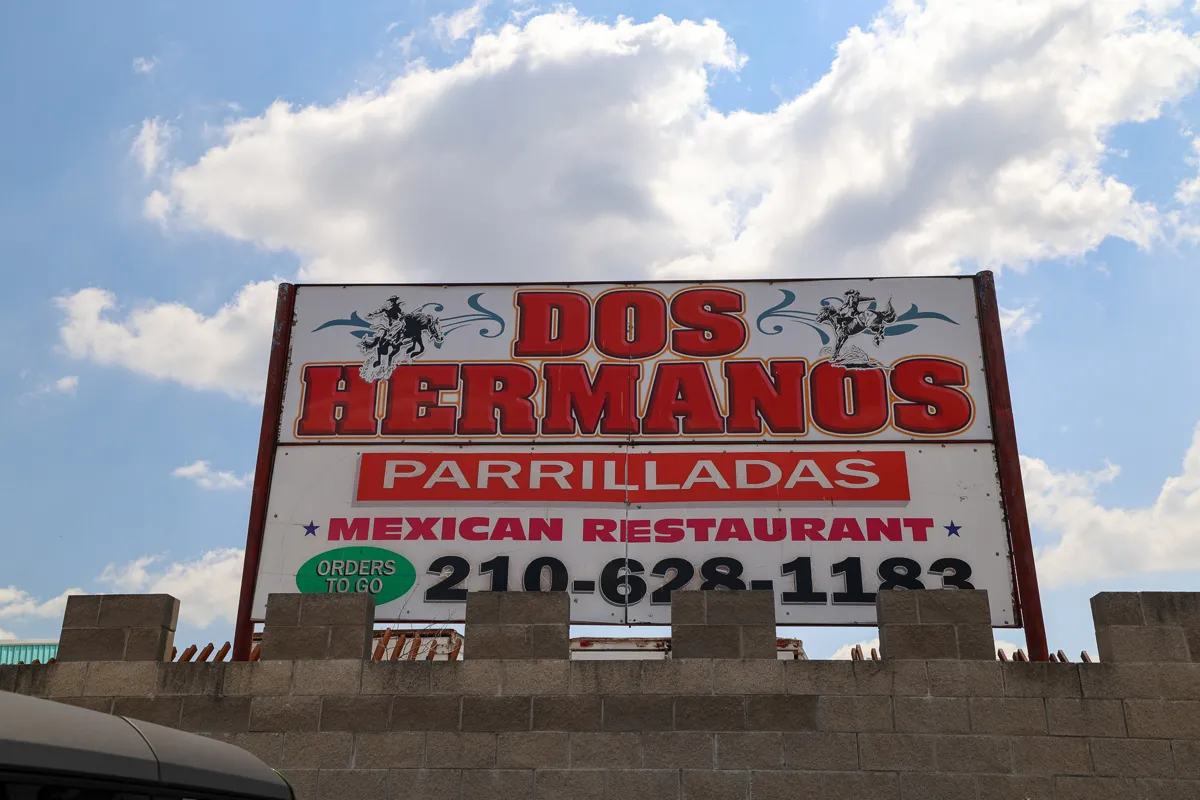 DOS
HERMANOS
PARRILLADAS
MEXICAN RESTAURANT
ORDERS
TO GO
210-628-1183